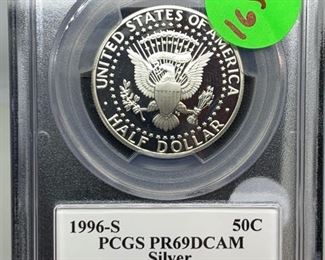 UNITED STATES OF AMERICA
HALF DOLLAR
1996-S 50C
PCGS PR69DCAM
Silver